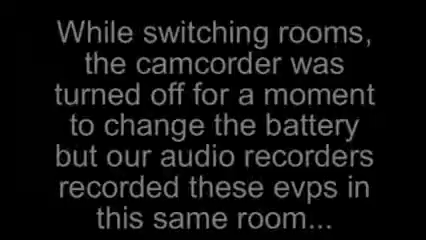 While switching rooms,
the camcorder was
turned off for a moment
to change the battery
but our audio recorders
recorded these evps in
this same room...